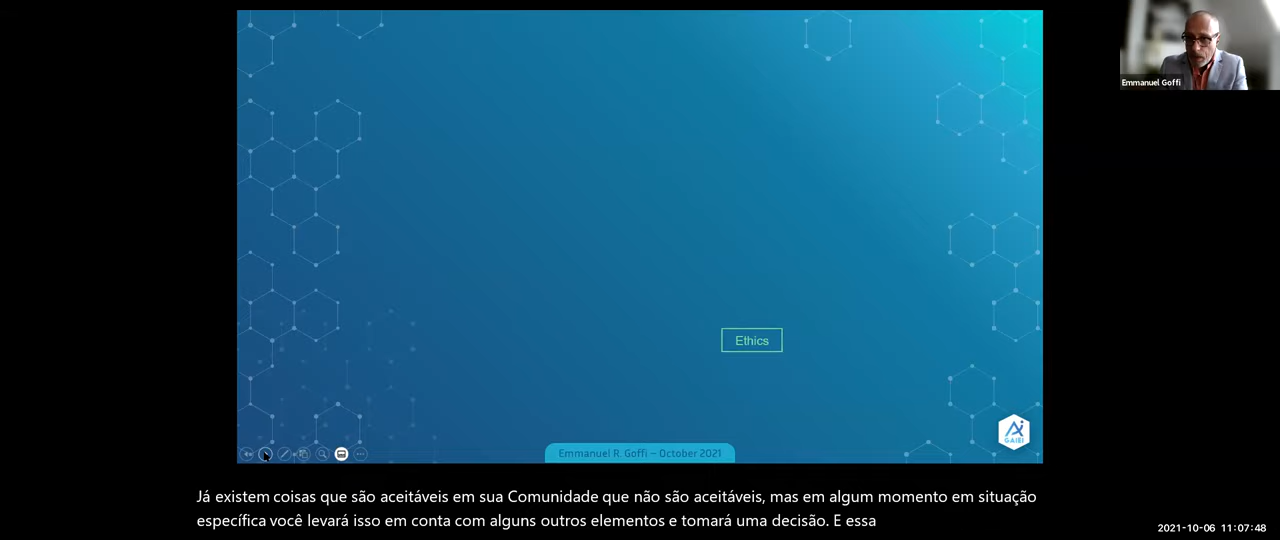 Emmanuel Goffi
Ethics
AI
GAIEI
Emmanuel R. Goffi – October 2021
Já existem coisas que são aceitáveis em sua Comunidade que não são aceitáveis, mas em algum momento em situação
específica você levará isso em conta com alguns outros elementos e tomará uma decisão. E essa
2021-10-06 11:07:48